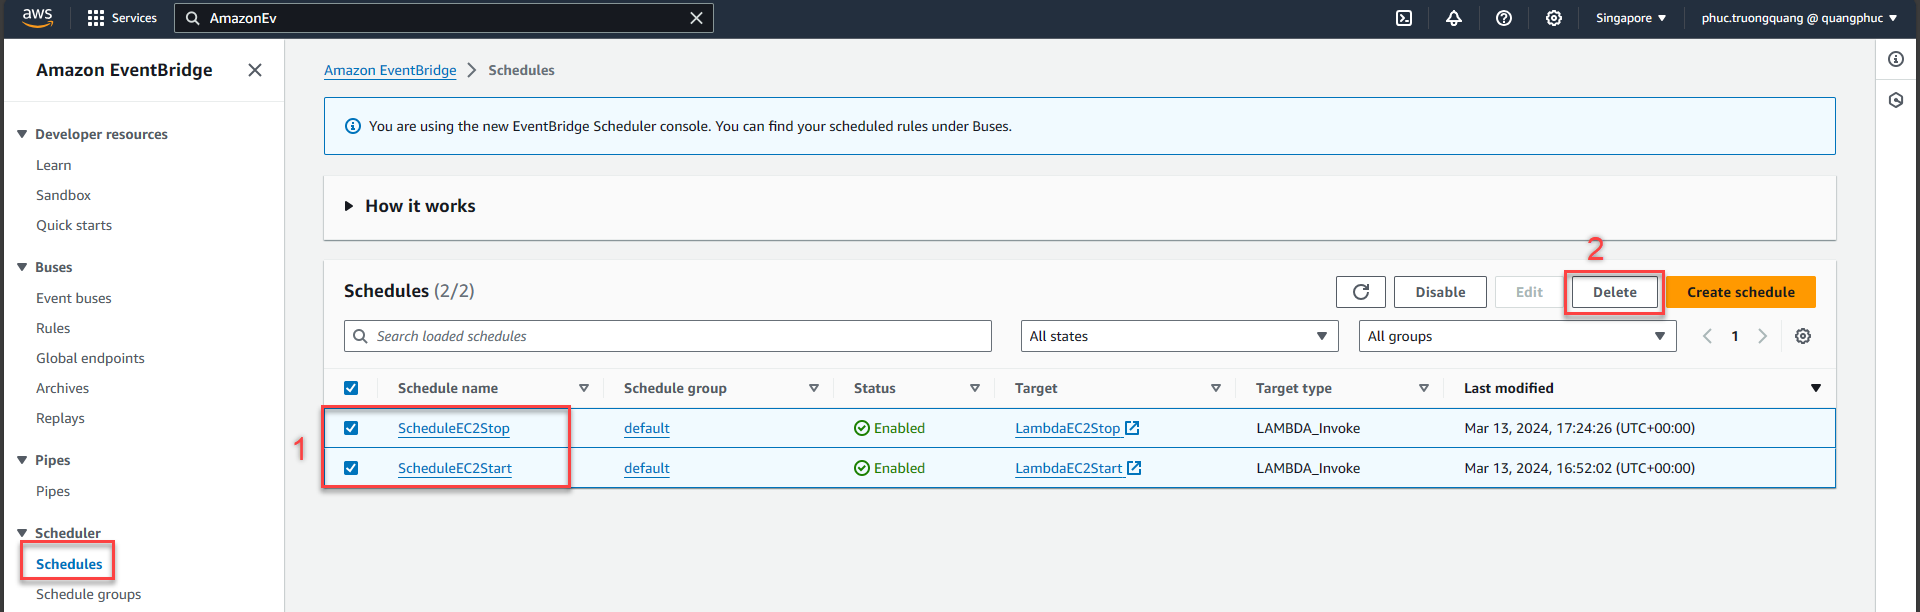 aws Services AmazonEv Singapore phuc.truongquang @ quangphuc
Amazon EventBridge
Developer resources
Learn
Sandbox
Quick starts
Buses
Event buses
Rules
Global endpoints
Archives
Replays
Pipes
Pipes
Scheduler
Schedules
Schedule groups
Amazon EventBridge > Schedules
You are using the new EventBridge Scheduler console. You can find your scheduled rules under Buses.
How it works
2
Schedules (2/2) Disable Edit Delete Create schedule
Search loaded schedules All states All groups 1
Schedule name Schedule group Status Target Target type Last modified
1
ScheduleEC2Stop default Enabled LambdaEC2Stop LAMBDA_Invoke Mar 13, 2024, 17:24:26 (UTC+00:00)
ScheduleEC2Start default Enabled LambdaEC2Start LAMBDA_Invoke Mar 13, 2024, 16:52:02 (UTC+00:00)